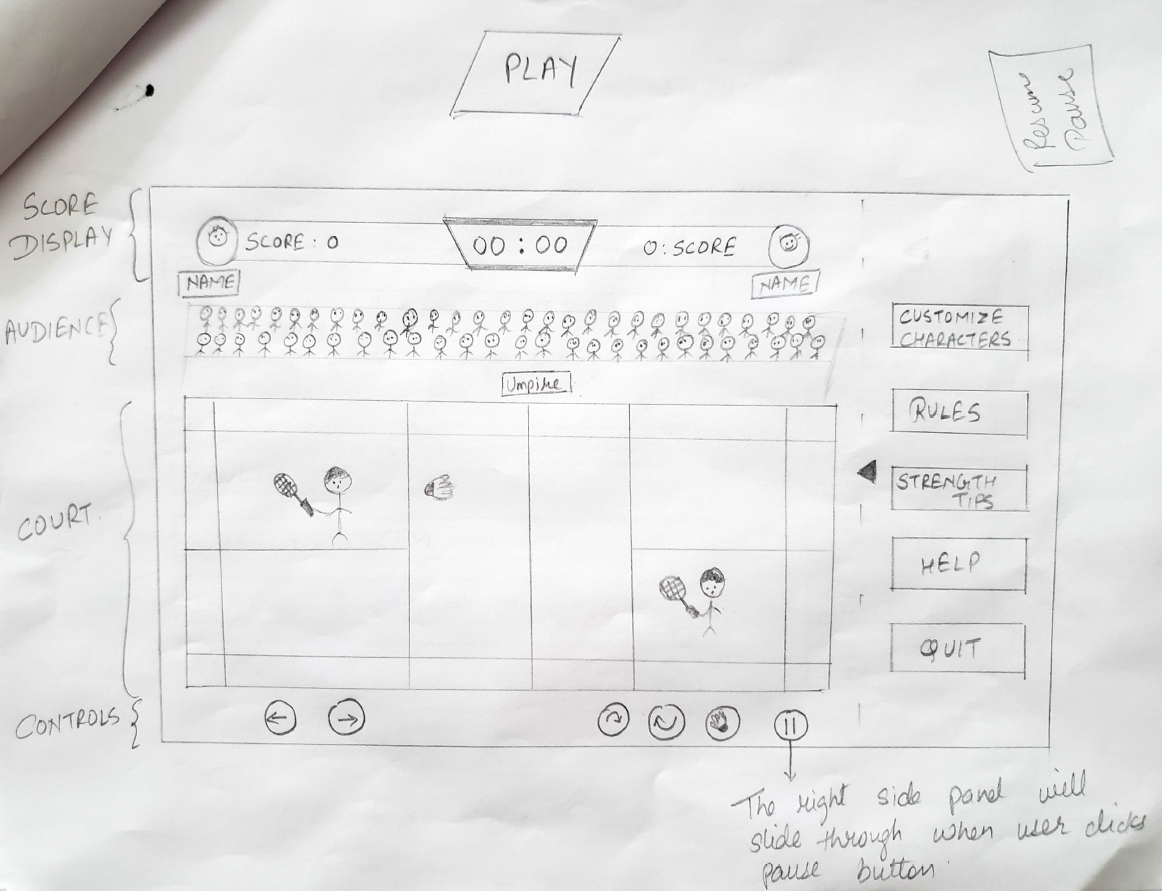 PLAY
Resume
Pause
SCORE
DISPLAY
SCORE : 0
00 : 00
0 : SCORE
NAME
NAME
AUDIENCE
CUSTOMIZE
CHARACTERS
Umpire
RULES
STRENGTH
TIPS
COURT.
HELP
QUIT
CONTROLS
The right side panel will
slide through when user clicks
pause button.